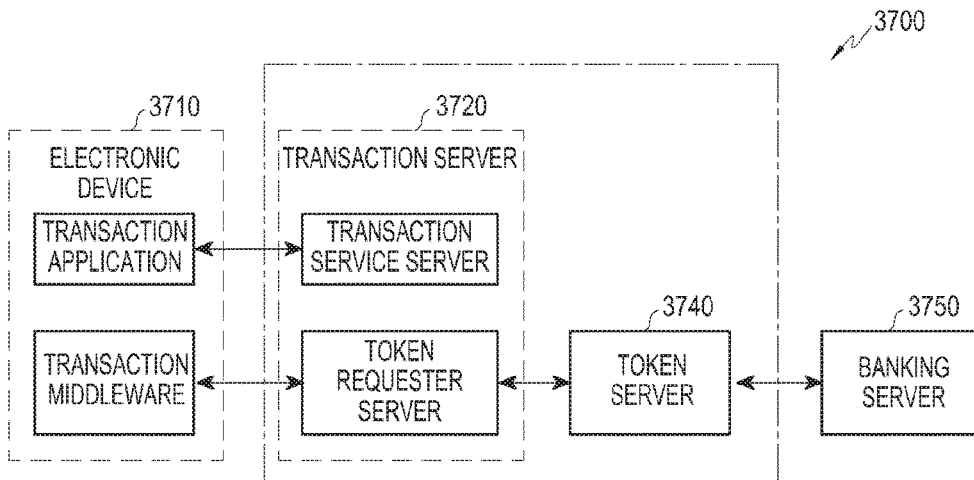 3700
3710
3720
ELECTRONIC
DEVICE
TRANSACTION SERVER
TRANSACTION
APPLICATION
TRANSACTION
SERVICE SERVER
3740
3750
TRANSACTION
MIDDLEWARE
TOKEN
REQUESTER
SERVER
TOKEN
SERVER
BANKING
SERVER